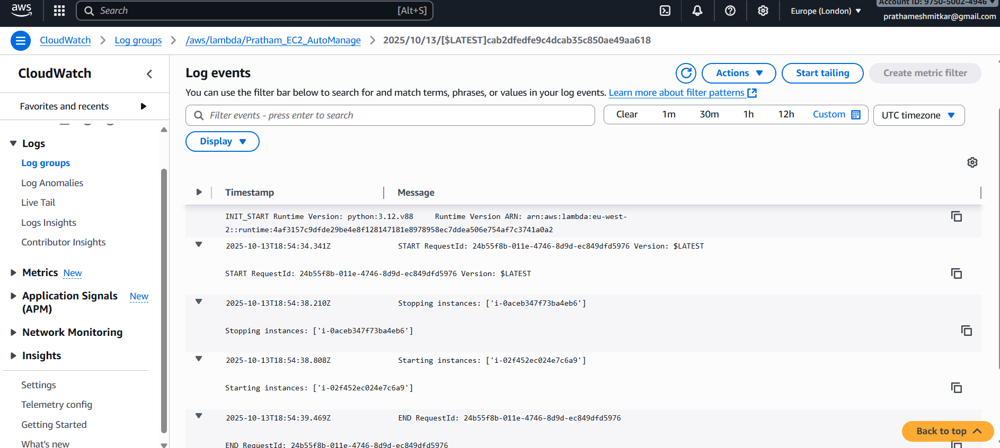 aws
Search [Alt+S]
Europe (London)
Account ID: 9750-5002-4946
prathameshmitkar@gmail.com
CloudWatch
Log groups
/aws/lambda/Pratham_EC2_AutoManage
2025/10/13/[$LATEST]cab2dfedfe9c4dcab35c850ae49aa618
CloudWatch
Favorites and recents
Logs
Log groups
Log Anomalies
Live Tail
Logs Insights
Contributor Insights
Metrics New
Application Signals New
(APM)
Network Monitoring
Insights
Settings
Telemetry config
Getting Started
What's new
Log events
Actions
Start tailing
Create metric filter
You can use the filter bar below to search for and match terms, phrases, or values in your log events. Learn more about filter patterns
Filter events - press enter to search
Clear 1m 30m 1h 12h Custom
UTC timezone
Display
Timestamp Message
INIT_START Runtime Version: python:3.12.v88 Runtime Version ARN: arn:aws:lambda:eu-west-
2::runtime:4af3157c9dfde29be4e8f128147181e8978958ec7ddea506e754af7c3741a0a2
2025-10-13T18:54:34.341Z START RequestId: 24b55f8b-011e-4746-8d9d-ec849dfd5976 Version: $LATEST
START RequestId: 24b55f8b-011e-4746-8d9d-ec849dfd5976 Version: $LATEST
2025-10-13T18:54:38.210Z Stopping instances: ['i-0aceb347f73ba4eb6']
Stopping instances: ['i-0aceb347f73ba4eb6']
2025-10-13T18:54:38.808Z Starting instances: ['i-02f452ec024e7c6a9']
Starting instances: ['i-02f452ec024e7c6a9']
2025-10-13T18:54:39.469Z END RequestId: 24b55f8b-011e-4746-8d9d-ec849dfd5976
END RequestId: 24b55f8b-011e-4746-8d9d-ec849dfd5976
Back to top